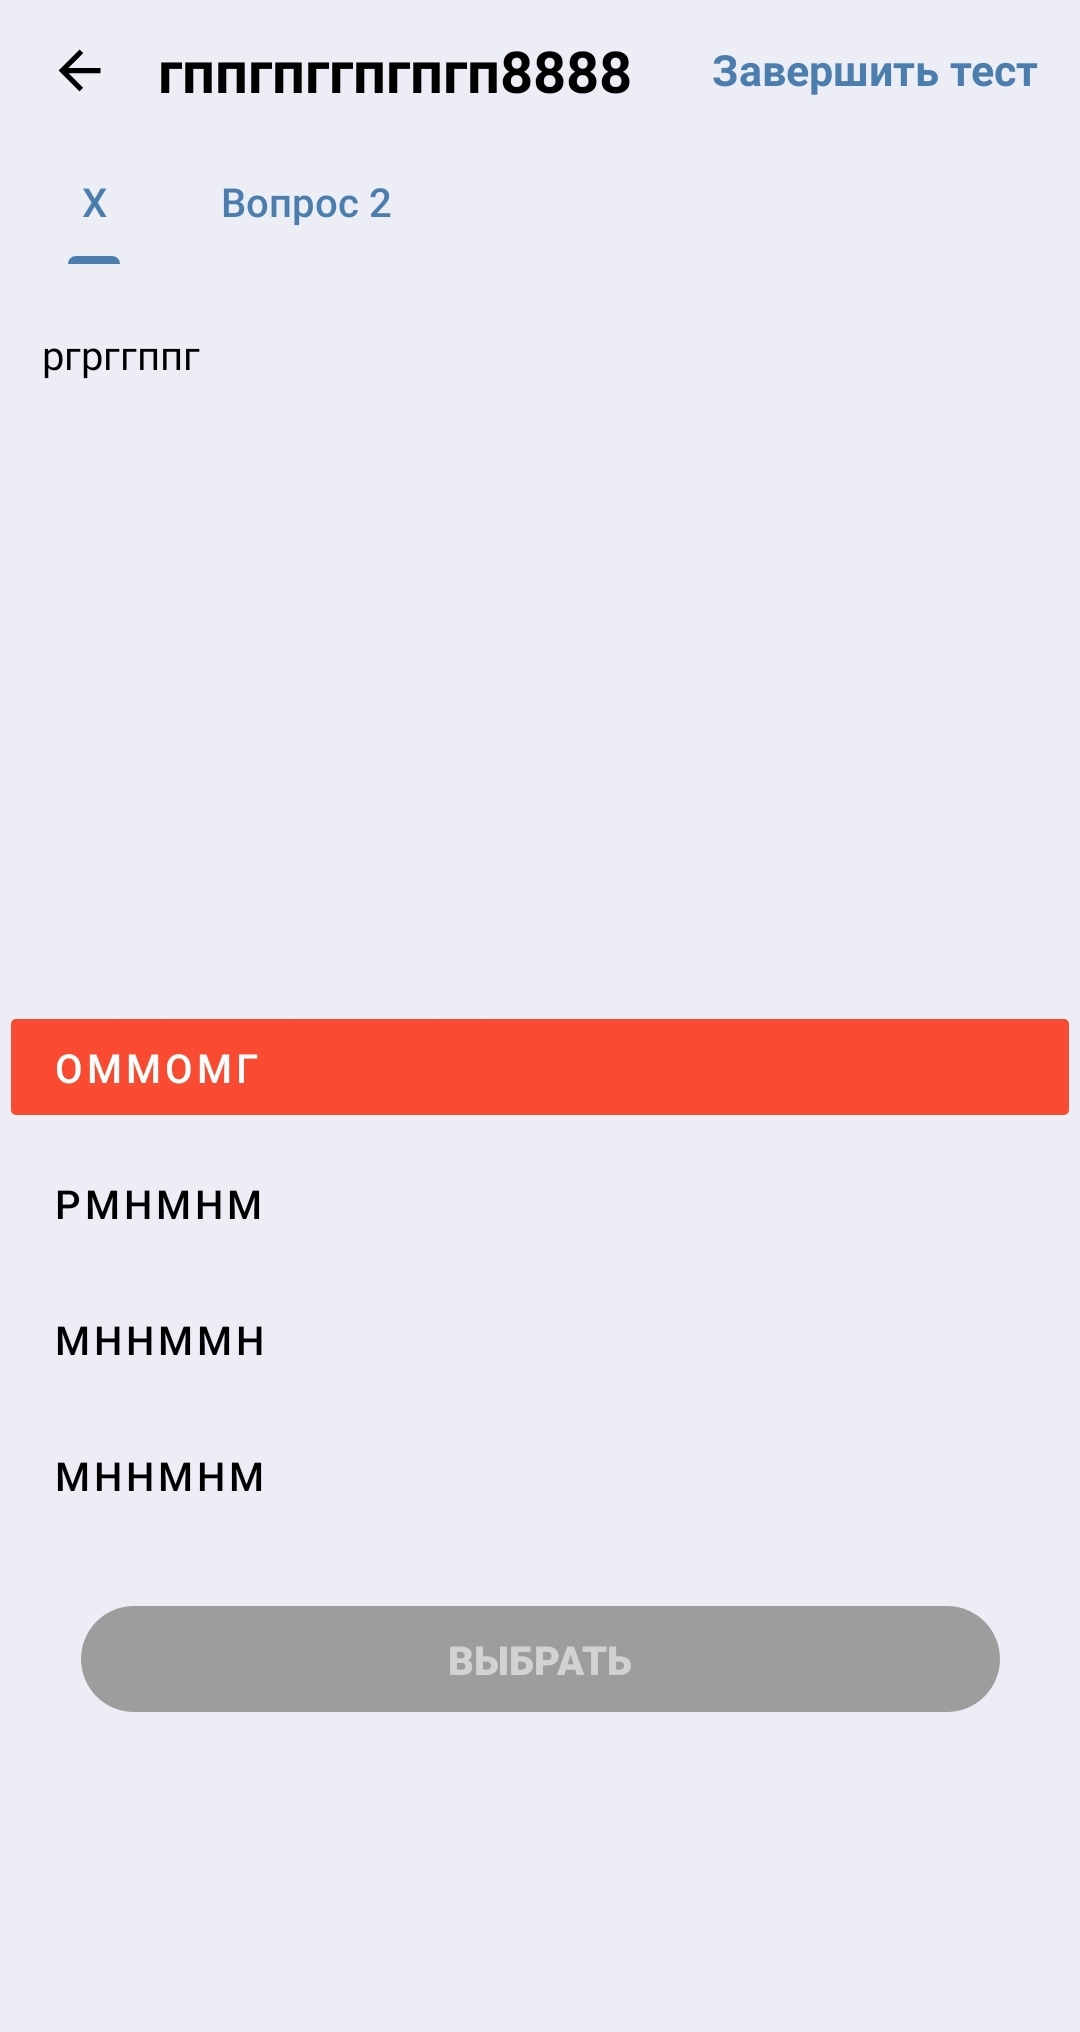 гппгпггпгпгп8888
Завершить тест
X
Вопрос 2
ргрггппг
ОММОМГ
РМНМНМ
МННММН
МННМНМ
ВЫБРАТЬ